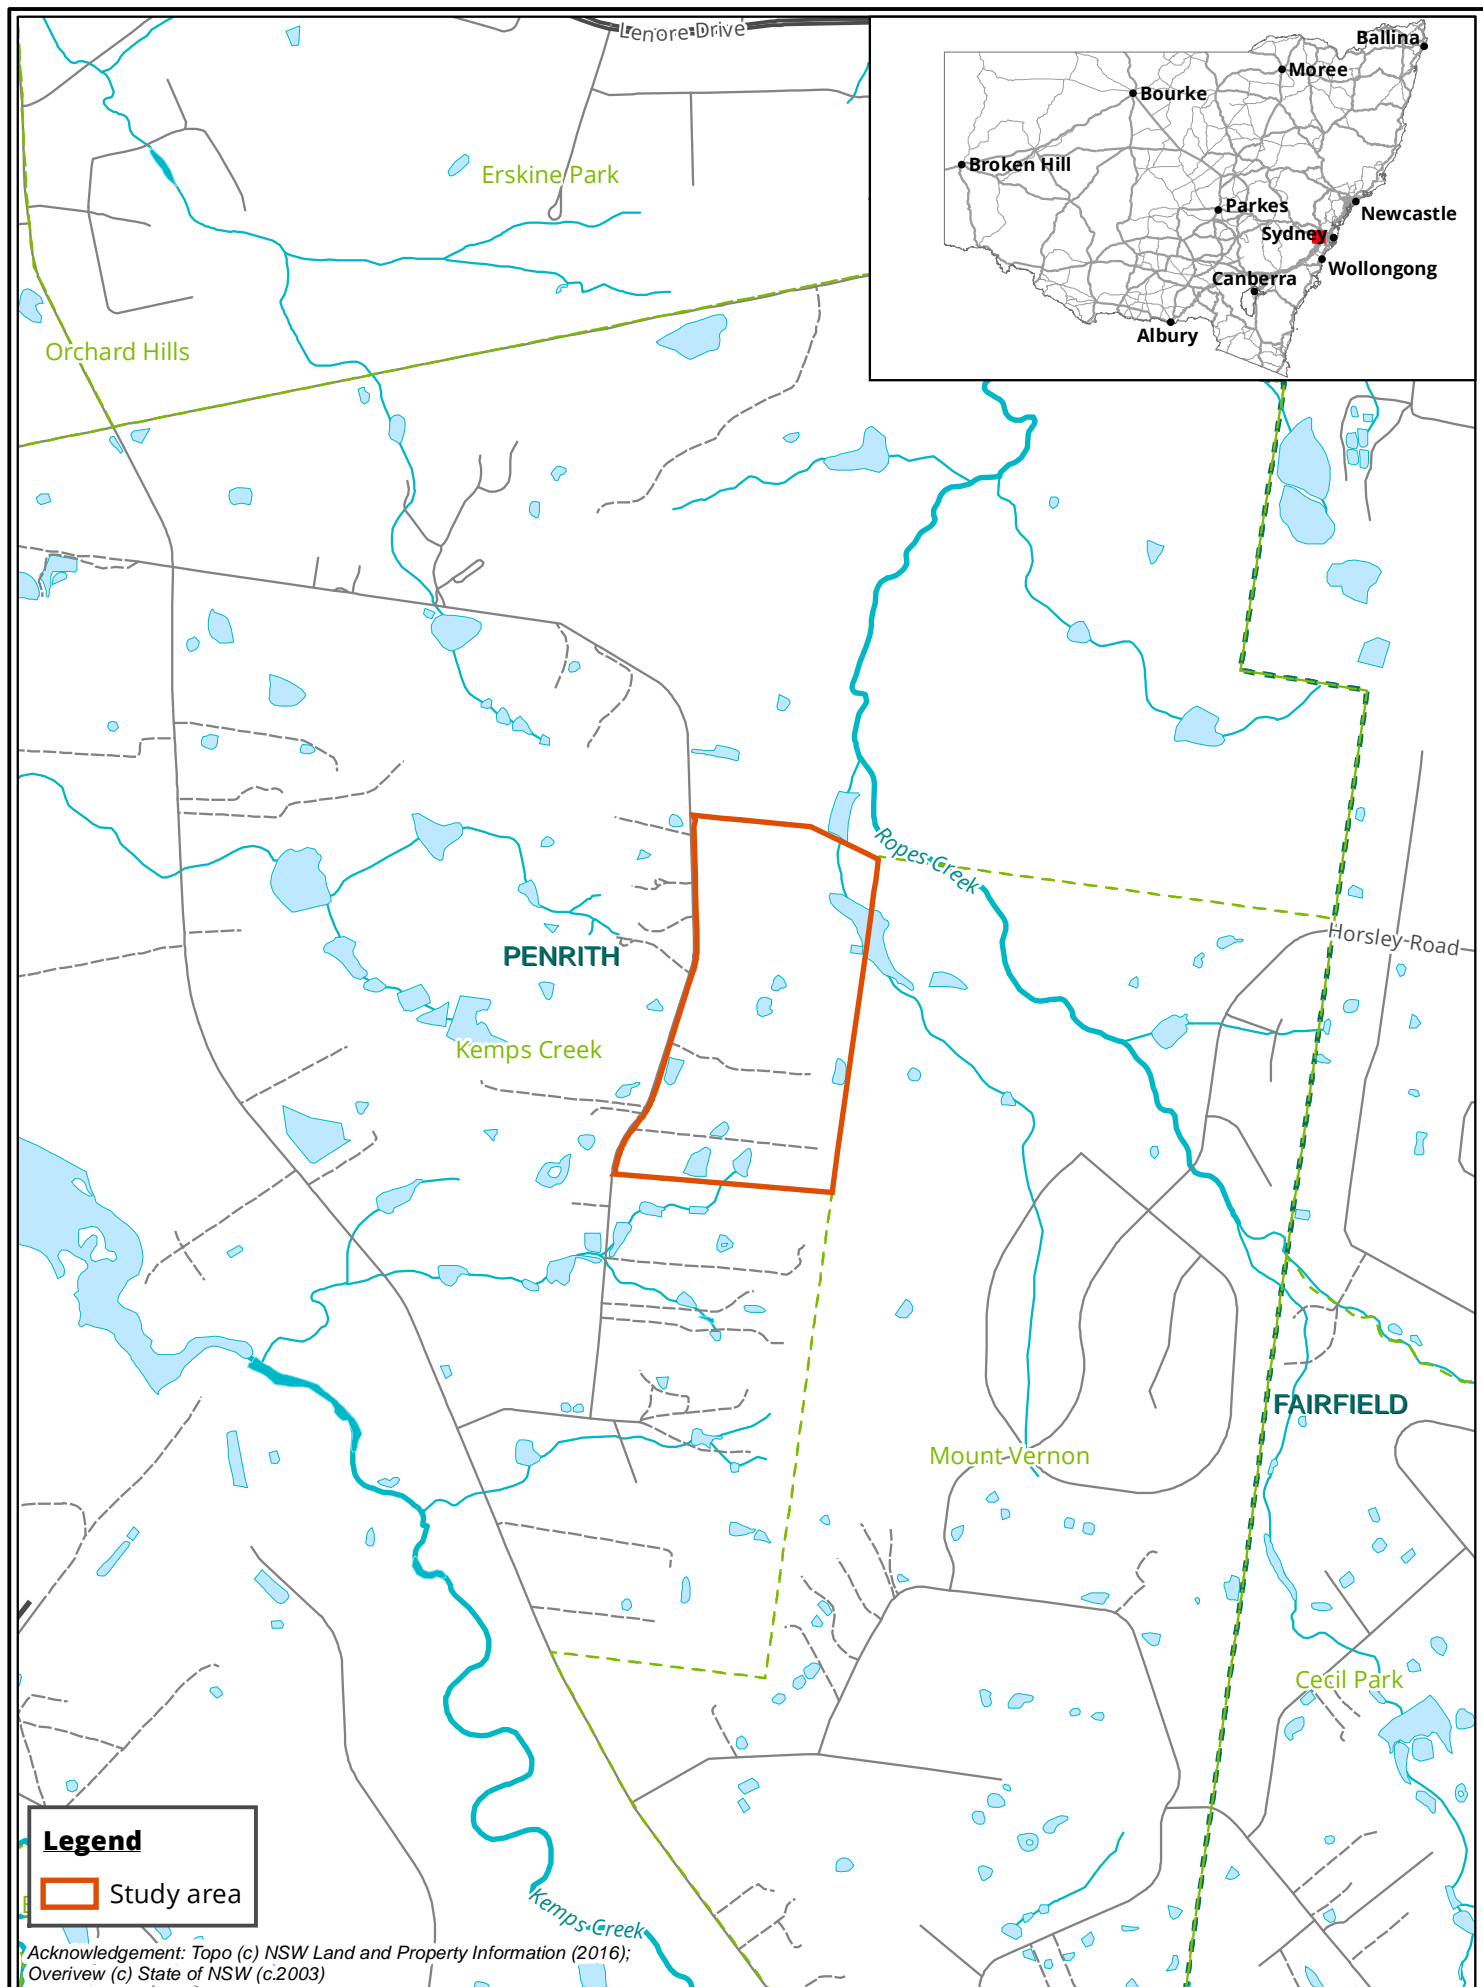 Lenore Drive
Ballina
Moree
Bourke
Broken Hill
Parkes
Newcastle
Sydney
Wollongong
Canberra
Albury
Erskine Park
Orchard Hills
Ropes Creek
Horsley Road
PENRITH
Kemps Creek
FAIRFIELD
Mount Vernon
Cecil Park
Legend
Study area
Kemps Creek
Acknowledgement: Topo (c) NSW Land and Property Information (2016);
Overivew (c) State of NSW (c.2003)